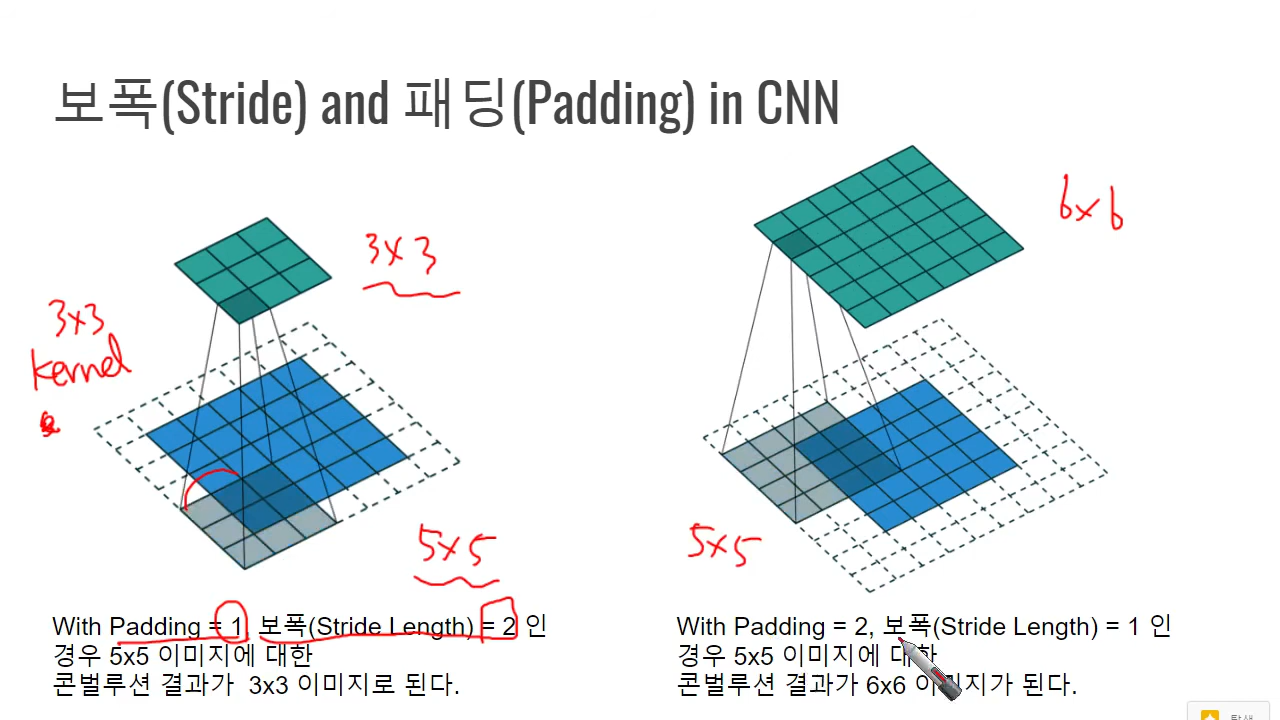 보폭(Stride) and 패딩(Padding) in CNN
3x3
6x6
3x3
kernel
5x5
5x5
With Padding = 1, 보폭(Stride Length) = 2 인
경우 5x5 이미지에 대한
콘벌루션 결과가 3x3 이미지로 된다.
With Padding = 2, 보폭(Stride Length) = 1 인
경우 5x5 이미지에 대한
콘벌루션 결과가 6x6 이미지가 된다.